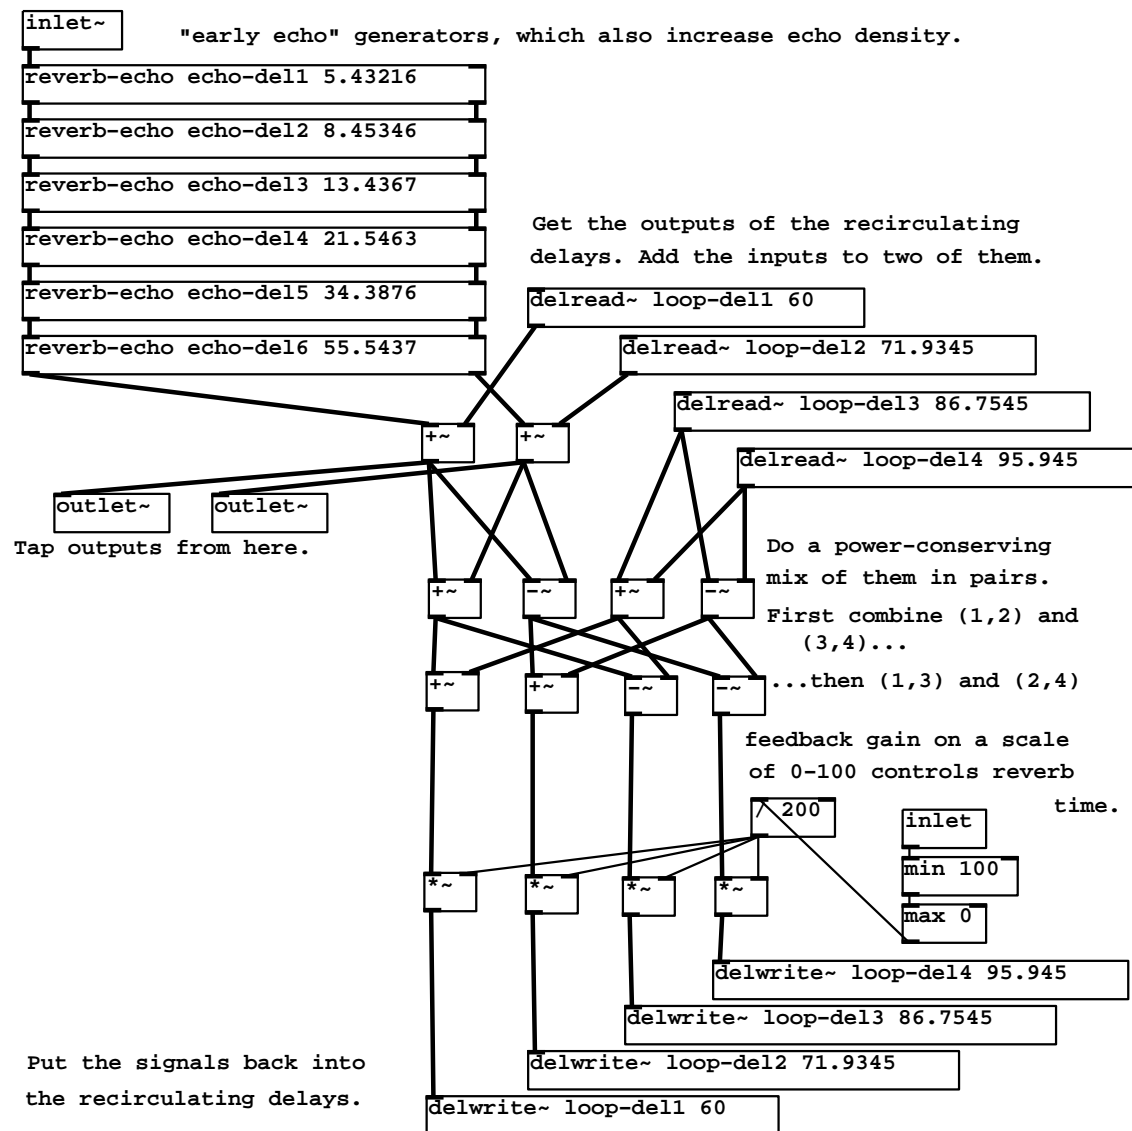 inlet~
"early echo" generators, which also increase echo density.
reverb-echo echo-del1 5.43216
reverb-echo echo-del2 8.45346
reverb-echo echo-del3 13.4367
reverb-echo echo-del4 21.5463
reverb-echo echo-del5 34.3876
reverb-echo echo-del6 55.5437
Get the outputs of the recirculating
delays. Add the inputs to two of them.
delread~ loop-del1 60
delread~ loop-del2 71.9345
delread~ loop-del3 86.7545
delread~ loop-del4 95.945
+~
+~
outlet~
outlet~
Tap outputs from here.
Do a power-conserving
mix of them in pairs.
+~
-~
+~
-~
First combine (1,2) and
(3,4)...
+~
+~
-~
-~
...then (1,3) and (2,4)
feedback gain on a scale
of 0-100 controls reverb
time.
/ 200
inlet
min 100
max 0
*~
*~
*~
*~
delwrite~ loop-del4 95.945
delwrite~ loop-del3 86.7545
delwrite~ loop-del2 71.9345
delwrite~ loop-del1 60
Put the signals back into
the recirculating delays.